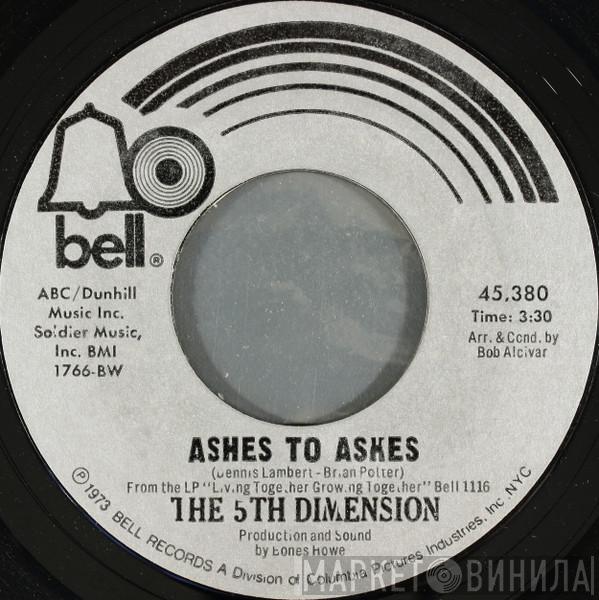 bell®
ABC/Dunhill
Music Inc.
Soldier Music,
Inc. BMI
1766-BW
45,380
Time: 3:30
Arr. & Cond. by
Bob Alcivar
ASHES TO ASHES
(Dennis Lambert - Brian Potter)
From the LP "Living Together Growing Together" Bell 1116
THE 5TH DIMENSION
Production and Sound
by Bones Howe
℗ 1973 BELL RECORDS A Division of Columbia Pictures Industries, Inc. NYC
МАРКЕТ ВИНИЛА